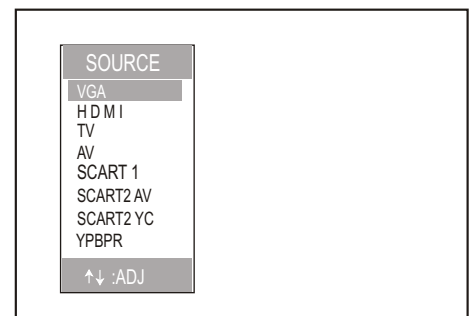 SOURCE
VGA
H D M I
TV
AV
SCART 1
SCART2 AV
SCART2 YC
YPBPR
↑↓ :ADJ